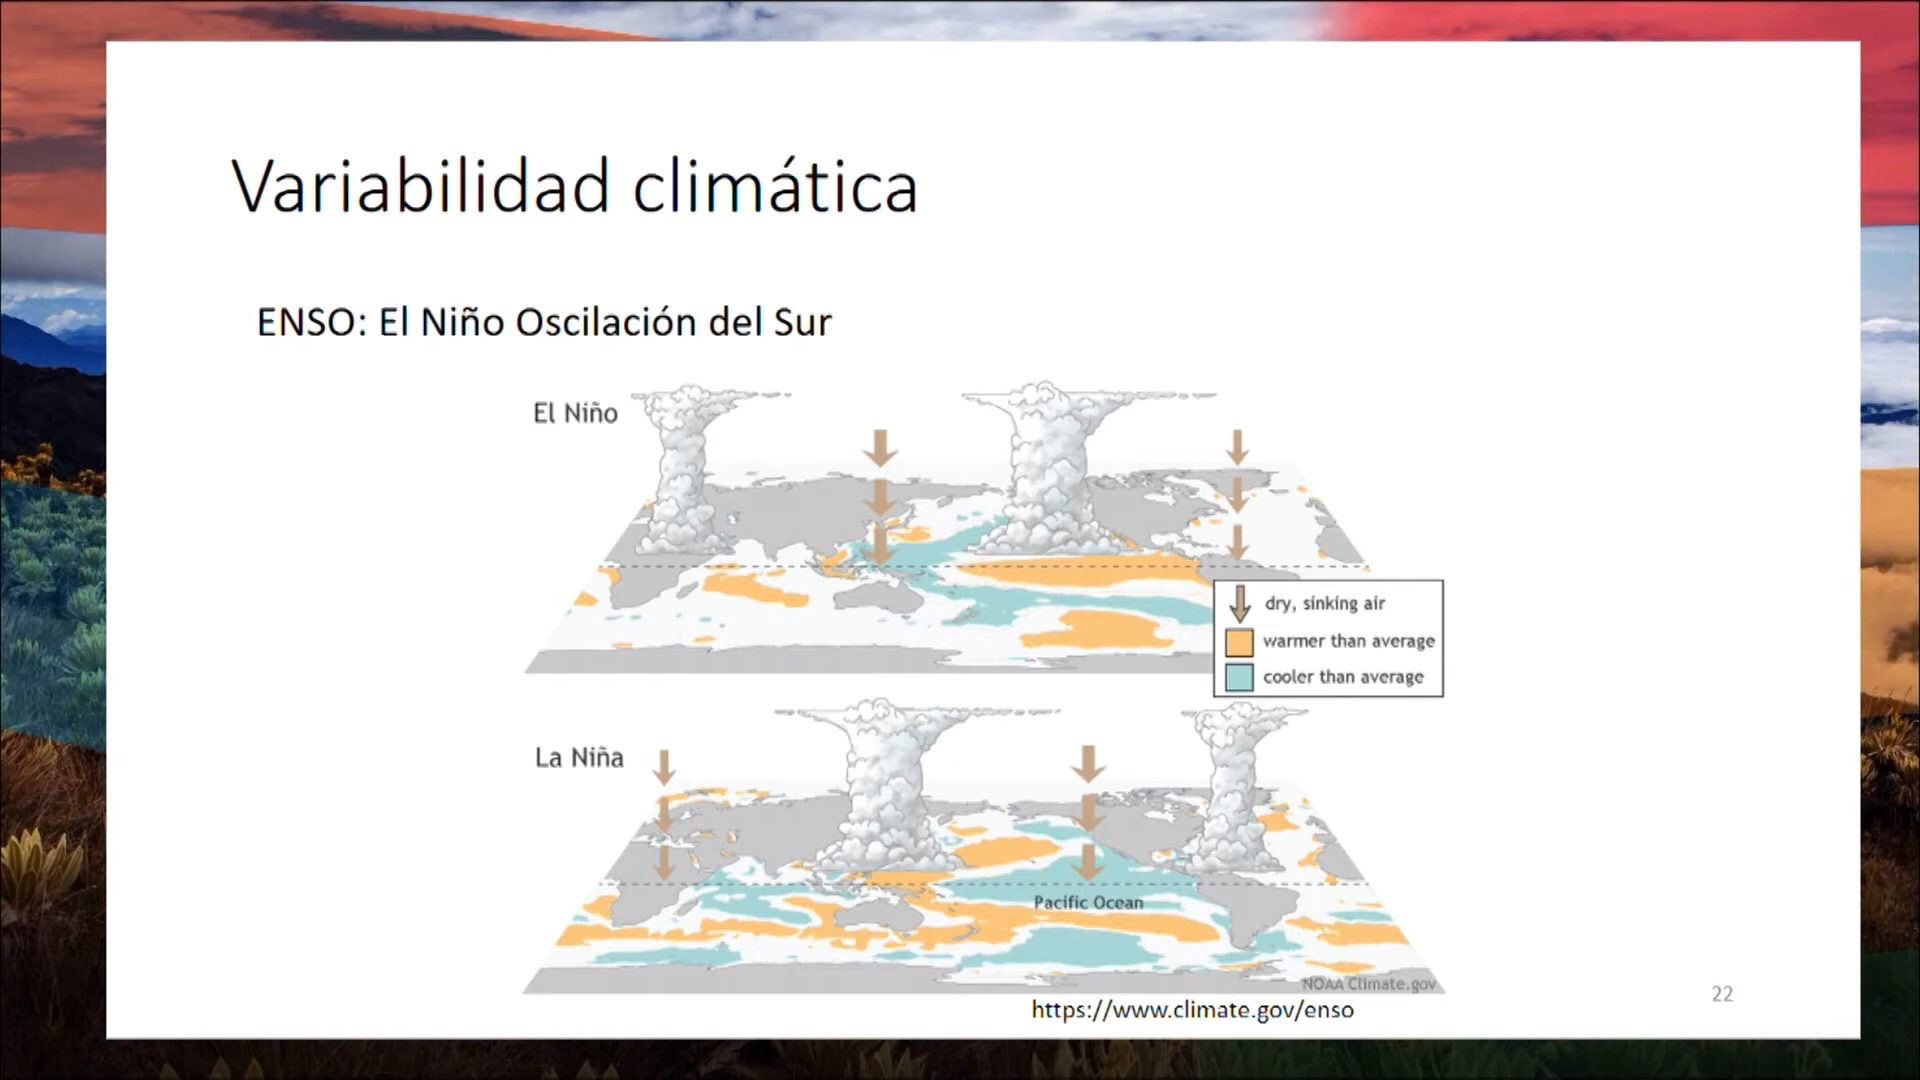 Variabilidad climática
ENSO: El Niño Oscilación del Sur
El Niño
dry, sinking air
warmer than average
cooler than average
La Niña
Pacific Ocean
NOAA Climate.gov
https://www.climate.gov/enso
22